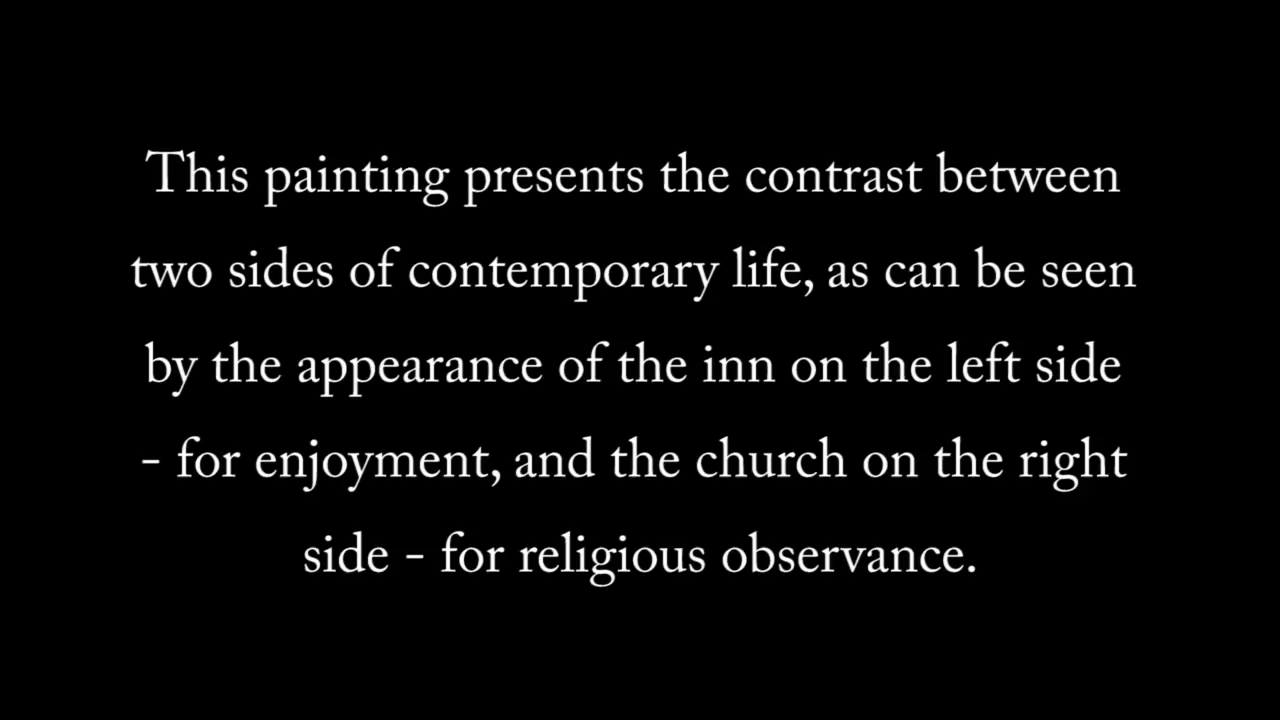 This painting presents the contrast between
two sides of contemporary life, as can be seen
by the appearance of the inn on the left side
- for enjoyment, and the church on the right
side - for religious observance.